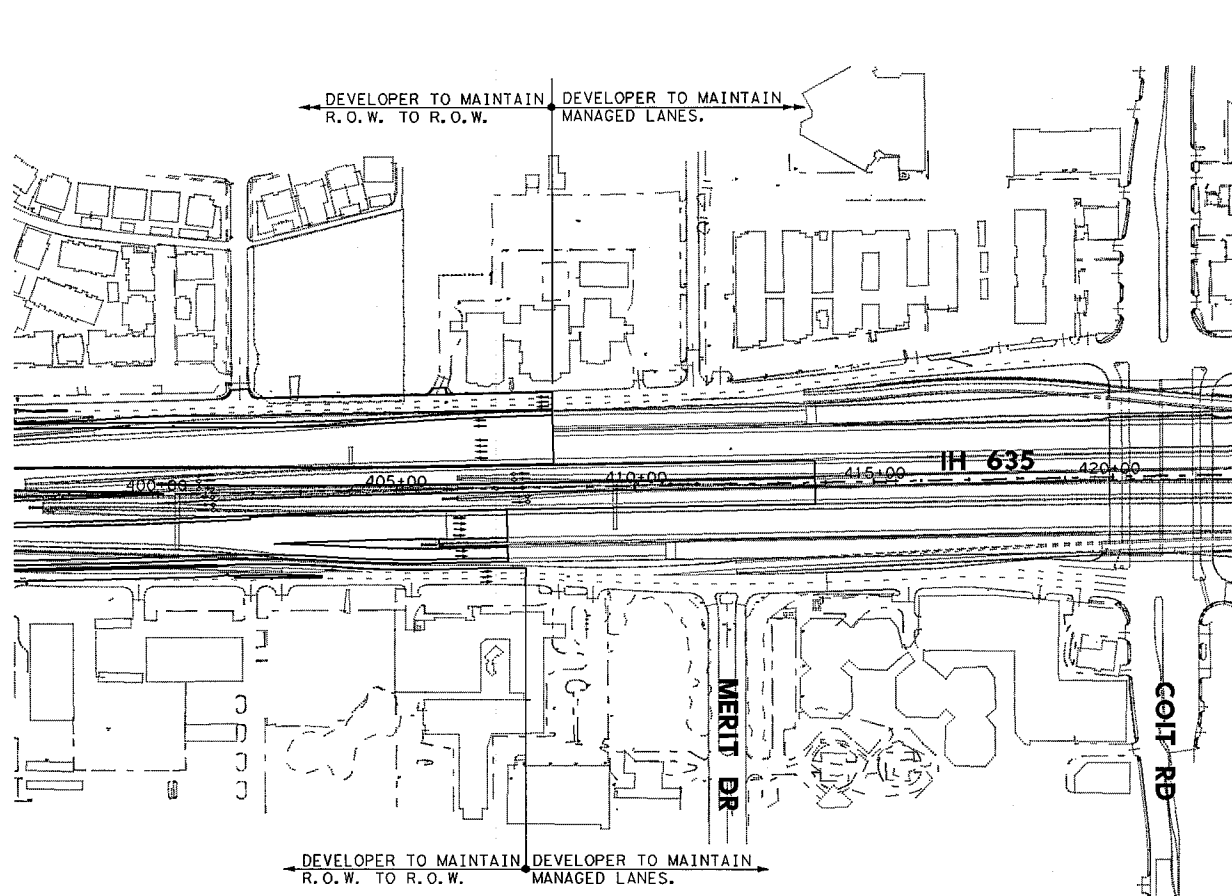 DEVELOPER TO MAINTAIN
R.O.W. TO R.O.W.
DEVELOPER TO MAINTAIN
MANAGED LANES.
IH 635
400+00
405+00
410+00
415+00
420+00
MERIT DR
COIT RD
DEVELOPER TO MAINTAIN
R.O.W. TO R.O.W.
DEVELOPER TO MAINTAIN
MANAGED LANES.